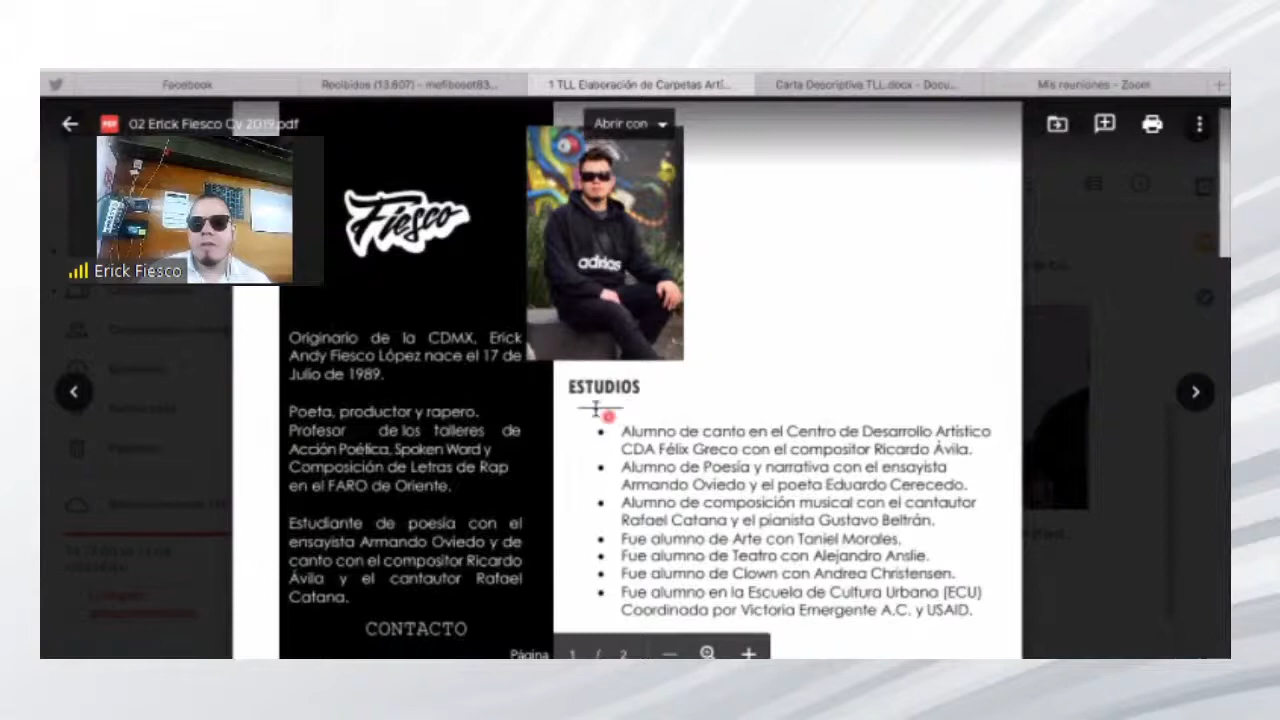 Facebook
Recibidos (13,607) - mefiboset83...
1 TLL Elaboración de Carpetas Artí...
Carta Descriptiva TLL.docx - Docu...
Mis reuniones - Zoom
02 Erick Fiesco Cv 2019.pdf
Abrir con
Erick Fiesco
Fiesco
adidas
Originario de la CDMX, Erick
Andy Fiesco López nace el 17 de
Julio de 1989.
Poeta, productor y rapero.
Profesor de los talleres de
Acción Poética, Spoken Word y
Composición de Letras de Rap
en el FARO de Oriente.
Estudiante de poesía con el
ensayista Armando Oviedo y de
canto con el compositor Ricardo
Ávila y el cantautor Rafael
Catana.
CONTACTO
ESTUDIOS
• Alumno de canto en el Centro de Desarrollo Artístico
CDA Félix Greco con el compositor Ricardo Ávila.
• Alumno de Poesía y narrativa con el ensayista
Armando Oviedo y el poeta Eduardo Cerecedo.
• Alumno de composición musical con el cantautor
Rafael Catana y el pianista Gustavo Beltrán.
• Fue alumno de Arte con Taniel Morales.
• Fue alumno de Teatro con Alejandro Anslie.
• Fue alumno de Clown con Andrea Christensen.
• Fue alumno en la Escuela de Cultura Urbana (ECU)
Coordinada por Victoria Emergente A.C. y USAID.
Página 1 / 2